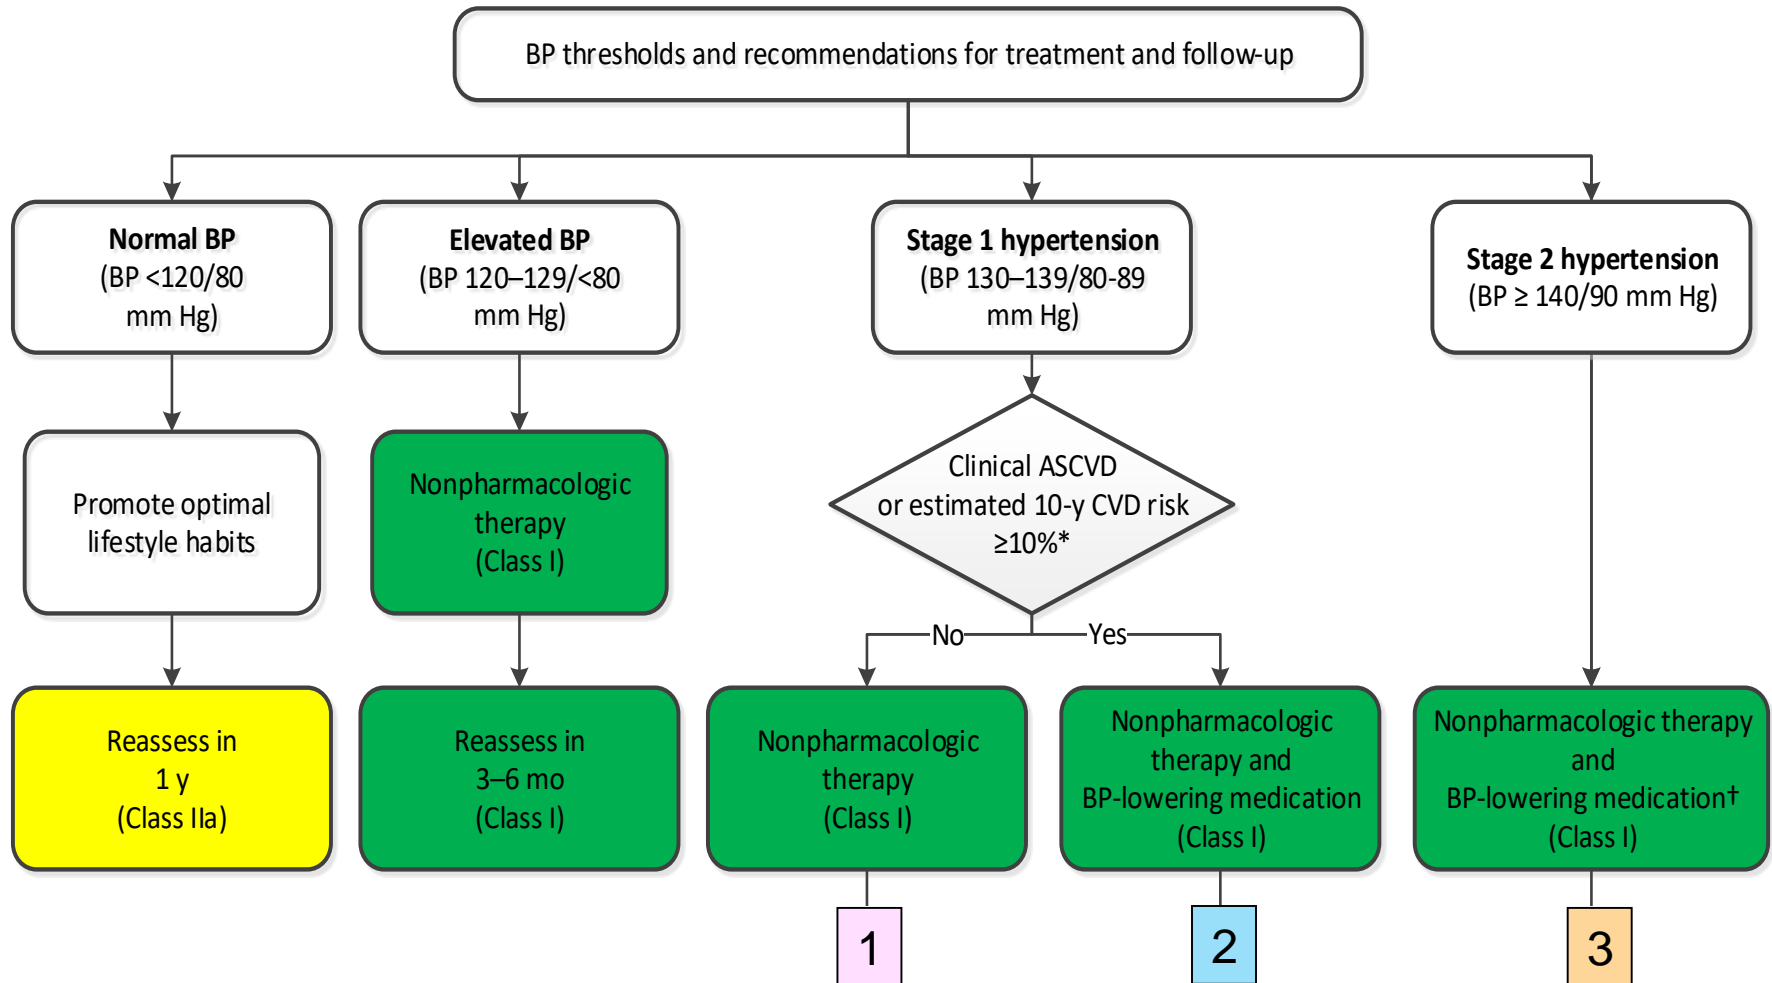 BP thresholds and recommendations for treatment and follow-up
Normal BP
(BP <120/80
mm Hg)
Elevated BP
(BP 120–129/<80
mm Hg)
Stage 1 hypertension
(BP 130–139/80-89
mm Hg)
Stage 2 hypertension
(BP ≥ 140/90 mm Hg)
Promote optimal
lifestyle habits
Nonpharmacologic
therapy
(Class I)
Clinical ASCVD
or estimated 10-y CVD risk
≥10%*
No
Yes
Reassess in
1 y
(Class IIa)
Reassess in
3–6 mo
(Class I)
Nonpharmacologic
therapy
(Class I)
Nonpharmacologic
therapy and
BP-lowering medication
(Class I)
Nonpharmacologic therapy
and
BP-lowering medication†
(Class I)
1
2
3